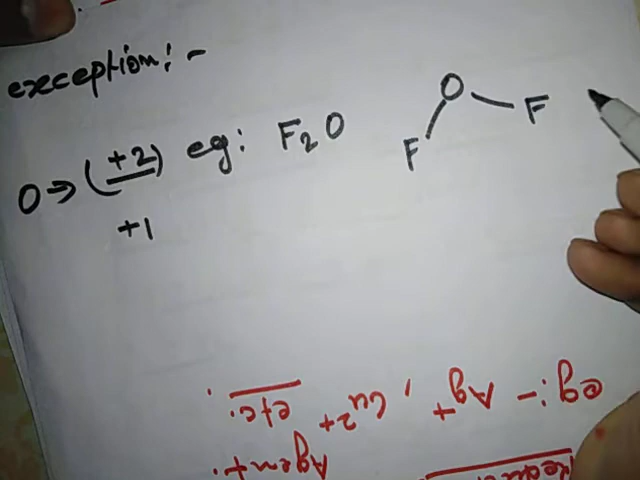 exception:-
O→ (+2) eg: F₂O
+1
O
F F
eg:- Ag⁺, Cu²⁺ etc.
Agent.